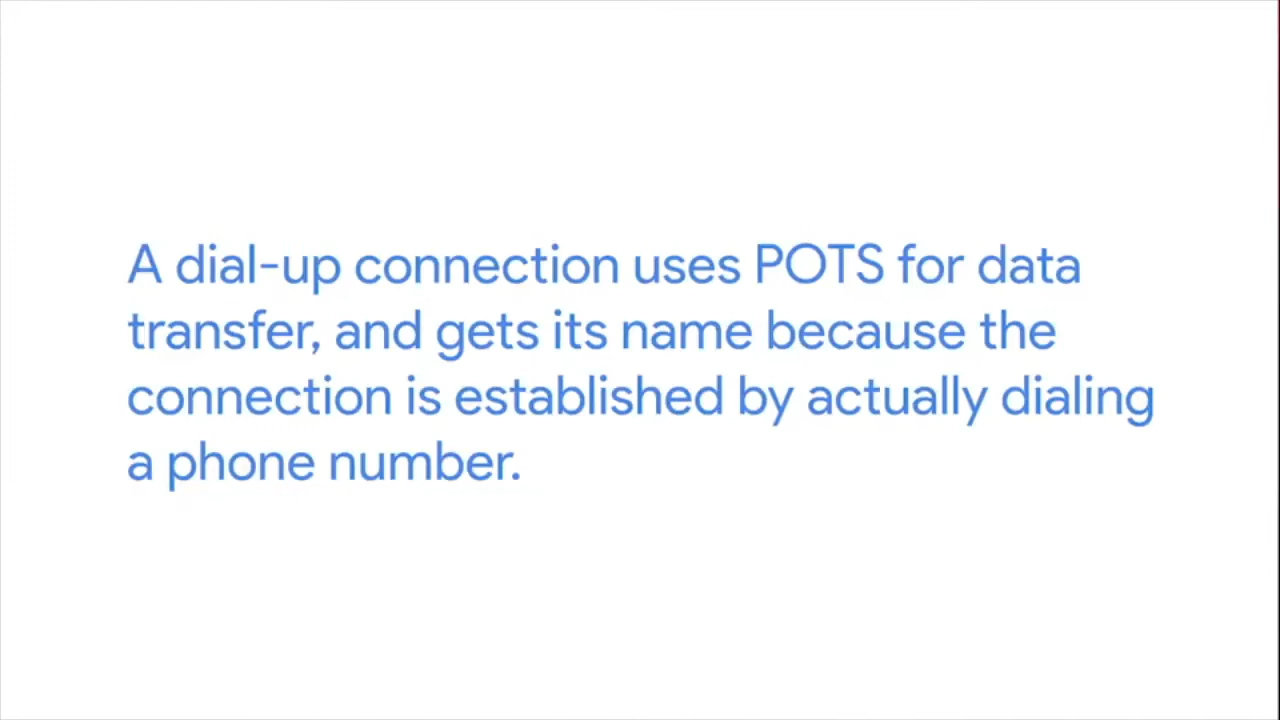 A dial-up connection uses POTS for data
transfer, and gets its name because the
connection is established by actually dialing
a phone number.